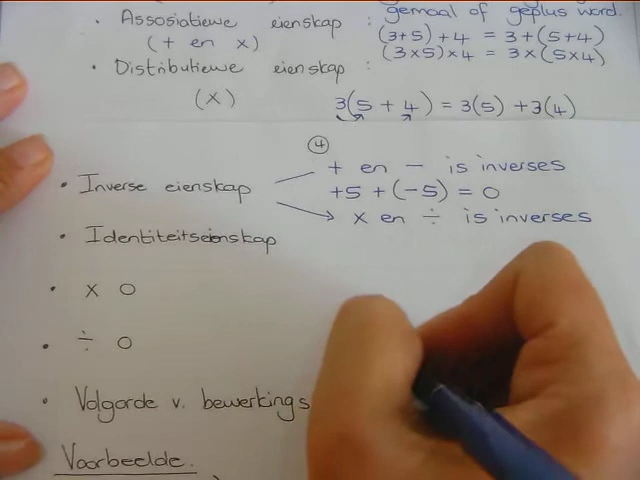 gemaal of geplus word.
• Assosiatiewe eienskap : (3+5)+4 = 3+(5+4)
(+ en x) (3x5)x4 = 3x(5x4)
• Distributiewe eienskap :
(x) 3(5 + 4) = 3(5) + 3(4)
④
+ en − is inverses
• Inverse eienskap +5 + (-5) = 0
x en ÷ is inverses
• Identiteitseienskap
• x 0
• ÷ 0
• Volgorde v. bewerkings
Voorbeelde.